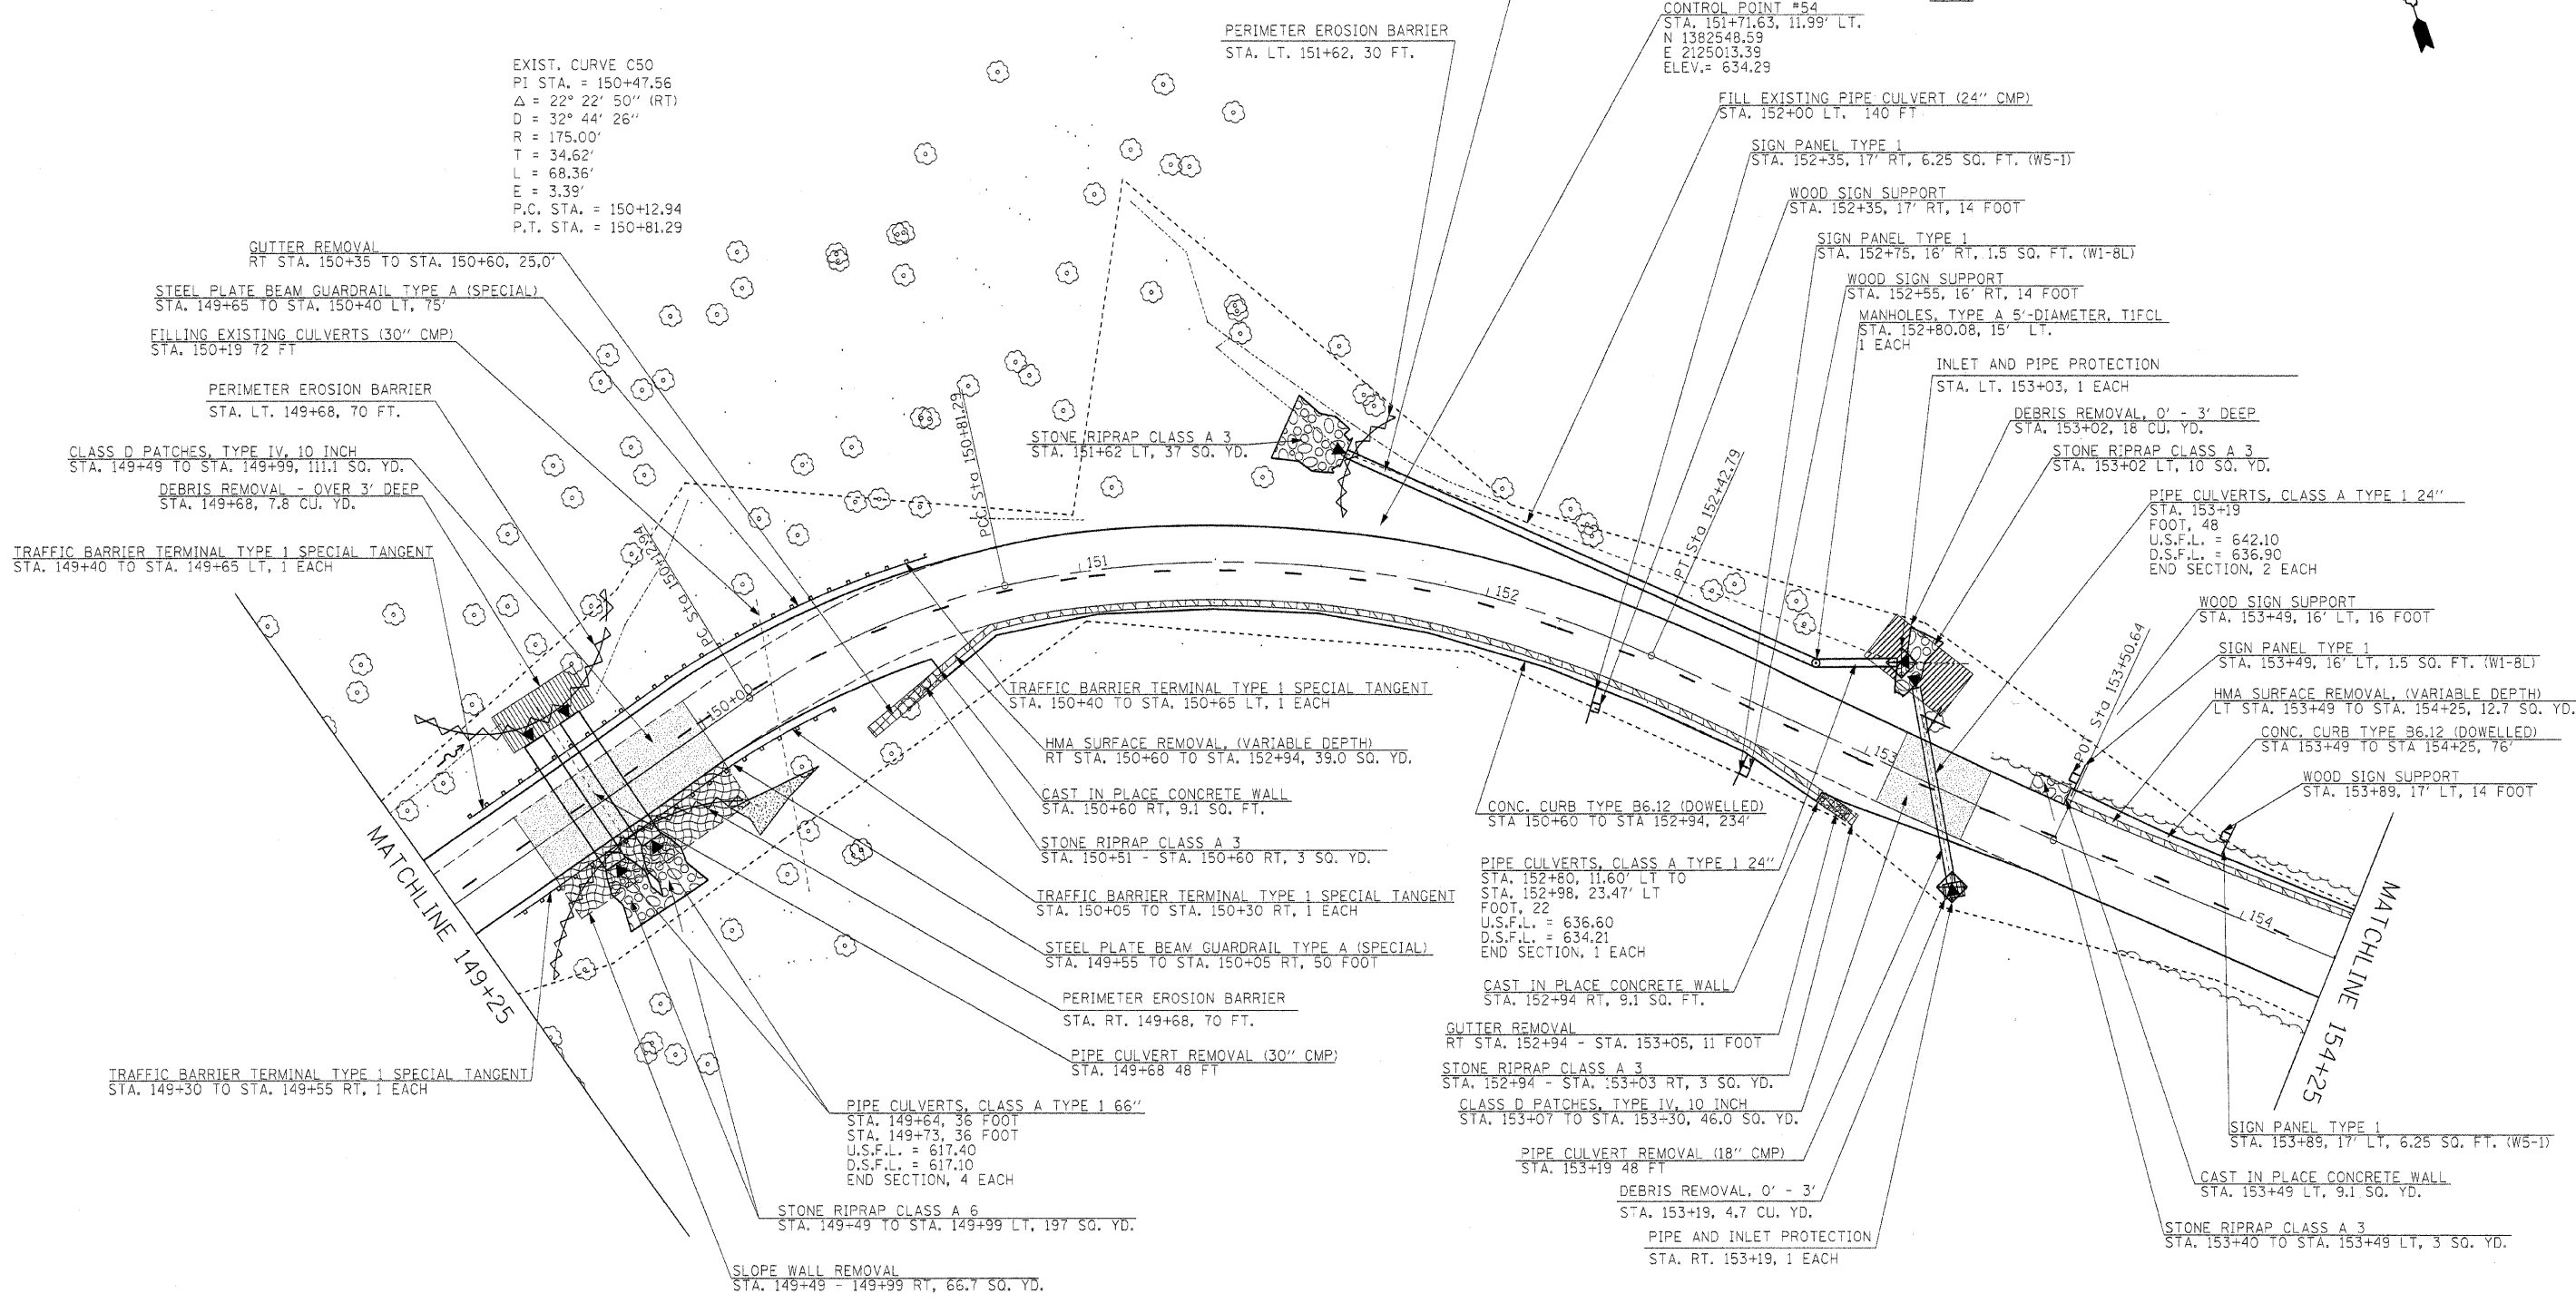 EXIST. CURVE C50
PI STA. = 150+47.56
Δ = 22° 22' 50" (RT)
D = 32° 44' 26"
R = 175.00'
T = 34.62'
L = 68.36'
E = 3.39'
P.C. STA. = 150+12.94
P.T. STA. = 150+81.29
GUTTER REMOVAL
RT STA. 150+35 TO STA. 150+60, 25.0'
STEEL PLATE BEAM GUARDRAIL TYPE A (SPECIAL)
STA. 149+65 TO STA. 150+40 LT, 75'
FILLING EXISTING CULVERTS (30" CMP)
STA. 150+19 72 FT
PERIMETER EROSION BARRIER
STA. LT. 149+68, 70 FT.
CLASS D PATCHES, TYPE IV, 10 INCH
STA. 149+49 TO STA. 149+99, 111.1 SQ. YD.
DEBRIS REMOVAL - OVER 3' DEEP
STA. 149+68, 7.8 CU. YD.
TRAFFIC BARRIER TERMINAL TYPE 1 SPECIAL TANGENT
STA. 149+40 TO STA. 149+65 LT, 1 EACH
MATCHLINE 149+25
TRAFFIC BARRIER TERMINAL TYPE 1 SPECIAL TANGENT
STA. 149+30 TO STA. 149+55 RT, 1 EACH
PERIMETER EROSION BARRIER
STA. LT. 151+62, 30 FT.
STONE RIPRAP CLASS A 3
STA. 151+62 LT, 37 SQ. YD.
PC Sta 150+12.94
PCC Sta 150+81.29
PT Sta 152+42.79
POT Sta 153+50.64
150+00
151
152
153
154
TRAFFIC BARRIER TERMINAL TYPE 1 SPECIAL TANGENT
STA. 150+40 TO STA. 150+65 LT, 1 EACH
HMA SURFACE REMOVAL, (VARIABLE DEPTH)
RT STA. 150+60 TO STA. 152+94, 39.0 SQ. YD.
CAST IN PLACE CONCRETE WALL
STA. 150+60 RT, 9.1 SQ. FT.
STONE RIPRAP CLASS A 3
STA. 150+51 - STA. 150+60 RT, 3 SQ. YD.
TRAFFIC BARRIER TERMINAL TYPE 1 SPECIAL TANGENT
STA. 150+05 TO STA. 150+30 RT, 1 EACH
STEEL PLATE BEAM GUARDRAIL TYPE A (SPECIAL)
STA. 149+55 TO STA. 150+05 RT, 50 FOOT
PERIMETER EROSION BARRIER
STA. RT. 149+68, 70 FT.
PIPE CULVERT REMOVAL (30" CMP)
STA. 149+68 48 FT
PIPE CULVERTS, CLASS A TYPE 1 66"
STA. 149+64, 36 FOOT
STA. 149+73, 36 FOOT
U.S.F.L. = 617.40
D.S.F.L. = 617.10
END SECTION, 4 EACH
STONE RIPRAP CLASS A 6
STA. 149+49 TO STA. 149+99 LT, 197 SQ. YD.
SLOPE WALL REMOVAL
STA. 149+49 - 149+99 RT, 66.7 SQ. YD.
CONTROL POINT #54
STA. 151+71.63, 11.99' LT.
N 1382548.59
E 2125013.39
ELEV.= 634.29
FILL EXISTING PIPE CULVERT (24" CMP)
STA. 152+00 LT. 140 FT
SIGN PANEL TYPE 1
STA. 152+35, 17' RT, 6.25 SQ. FT. (W5-1)
WOOD SIGN SUPPORT
STA. 152+35, 17' RT, 14 FOOT
SIGN PANEL TYPE 1
STA. 152+75, 16' RT, 1.5 SQ. FT. (W1-8L)
WOOD SIGN SUPPORT
STA. 152+55, 16' RT, 14 FOOT
MANHOLES, TYPE A 5'-DIAMETER, T1FCL
STA. 152+80.08, 15' LT.
1 EACH
INLET AND PIPE PROTECTION
STA. LT. 153+03, 1 EACH
DEBRIS REMOVAL, 0' - 3' DEEP
STA. 153+02, 18 CU. YD.
STONE RIPRAP CLASS A 3
STA. 153+02 LT, 10 SQ. YD.
PIPE CULVERTS, CLASS A TYPE 1 24"
STA. 153+19
FOOT, 48
U.S.F.L. = 642.10
D.S.F.L. = 636.90
END SECTION, 2 EACH
WOOD SIGN SUPPORT
STA. 153+49, 16' LT, 16 FOOT
SIGN PANEL TYPE 1
STA. 153+49, 16' LT, 1.5 SQ. FT. (W1-8L)
HMA SURFACE REMOVAL, (VARIABLE DEPTH)
LT STA. 153+49 TO STA. 154+25, 12.7 SQ. YD.
CONC. CURB TYPE B6.12 (DOWELLED)
STA 153+49 TO STA 154+25, 76'
WOOD SIGN SUPPORT
STA. 153+89, 17' LT, 14 FOOT
CONC. CURB TYPE B6.12 (DOWELLED)
STA 150+60 TO STA 152+94, 234'
PIPE CULVERTS, CLASS A TYPE 1 24"
STA. 152+80, 11.60' LT TO
STA. 152+98, 23.47' LT
FOOT, 22
U.S.F.L. = 636.60
D.S.F.L. = 634.21
END SECTION, 1 EACH
CAST IN PLACE CONCRETE WALL
STA. 152+94 RT, 9.1 SQ. FT.
GUTTER REMOVAL
RT STA. 152+94 - STA. 153+05, 11 FOOT
STONE RIPRAP CLASS A 3
STA. 152+94 - STA. 153+03 RT, 3 SQ. YD.
CLASS D PATCHES, TYPE IV, 10 INCH
STA. 153+07 TO STA. 153+30, 46.0 SQ. YD.
PIPE CULVERT REMOVAL (18" CMP)
STA. 153+19 48 FT
DEBRIS REMOVAL, 0' - 3'
STA. 153+19, 4.7 CU. YD.
PIPE AND INLET PROTECTION
STA. RT. 153+19, 1 EACH
MATCHLINE 154+25
SIGN PANEL TYPE 1
STA. 153+89, 17' LT, 6.25 SQ. FT. (W5-1)
CAST IN PLACE CONCRETE WALL
STA. 153+49 LT, 9.1 SQ. YD.
STONE RIPRAP CLASS A 3
STA. 153+40 TO STA. 153+49 LT, 3 SQ. YD.